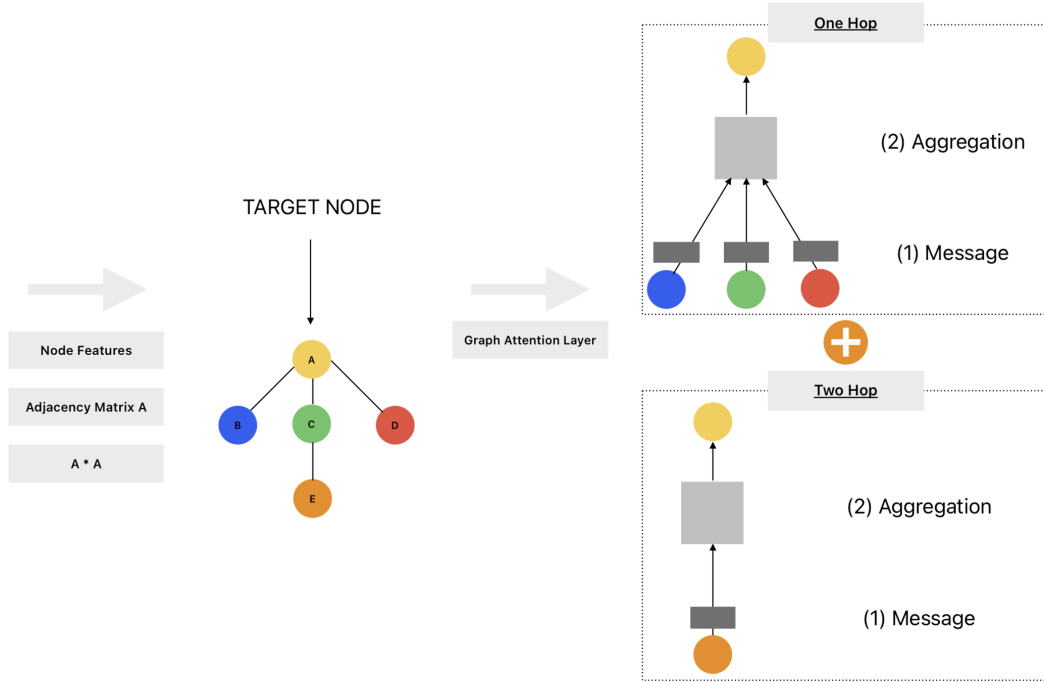 One Hop
(2) Aggregation
TARGET NODE
(1) Message
Node Features
Graph Attention Layer
A
Adjacency Matrix A
B
C
D
A * A
E
Two Hop
(2) Aggregation
(1) Message